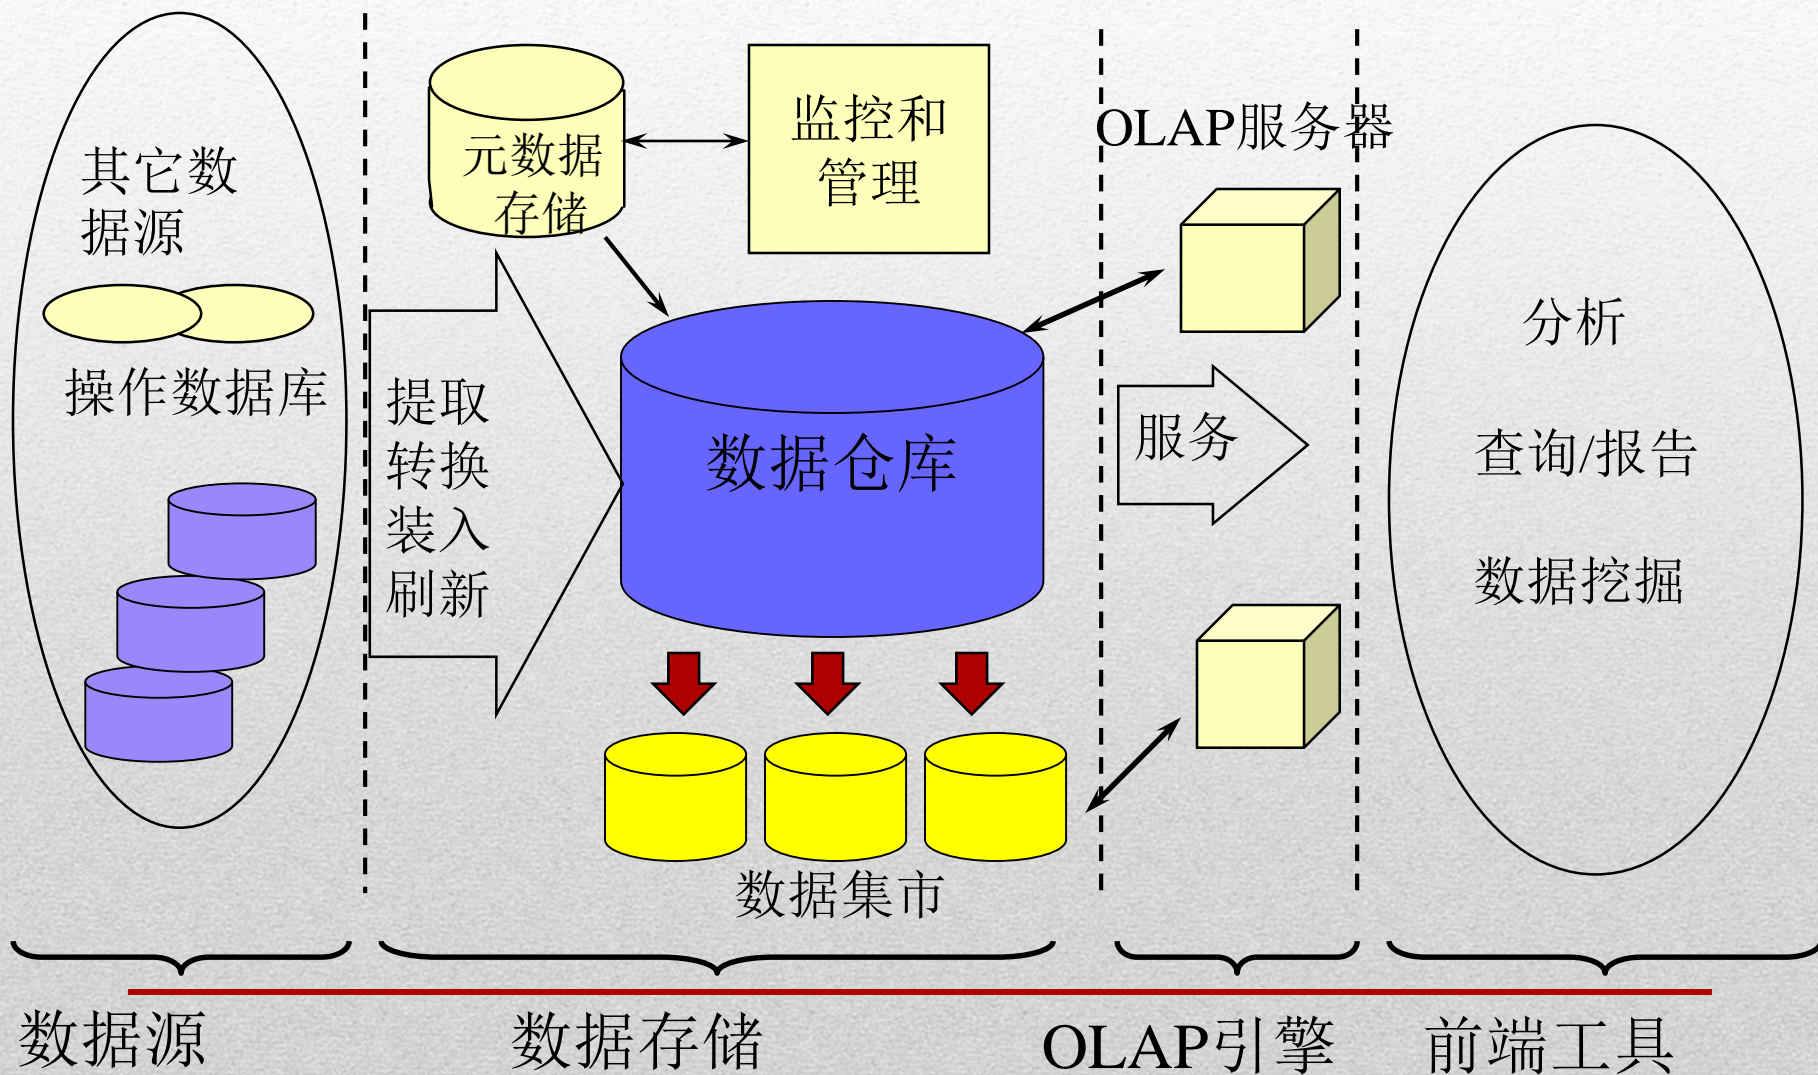 其它数
据源
操作数据库
提取
转换
装入
刷新
元数据
存储
监控和
管理
数据仓库
数据集市
OLAP服务器
服务
分析
查询/报告
数据挖掘
数据源
数据存储
OLAP引擎
前端工具